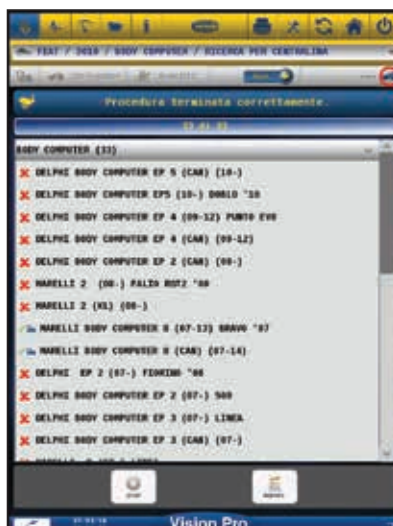 FIAT / 2010 / BODY COMPUTER / RICERCA PER CENTRALINA
Procedura terminata correttamente.
BODY COMPUTER (33)
DELPHI BODY COMPUTER EP 5 (CAN) (10-)
DELPHI BODY COMPUTER EP5 (10-) DOBLO '10
DELPHI BODY COMPUTER EP 4 (09-12) PUNTO EVO
DELPHI BODY COMPUTER EP 4 (CAN) (09-12)
DELPHI BODY COMPUTER EP 2 (CAN) (08-)
MARELLI 2 (08-) PALIO RST2 '08
MARELLI 2 (KL) (08-)
MARELLI BODY COMPUTER 8 (07-13) BRAVO '07
MARELLI BODY COMPUTER 8 (CAN) (07-14)
DELPHI EP 2 (07-) FIORINO '08
DELPHI BODY COMPUTER EP 2 (07-) 500
DELPHI BODY COMPUTER EP 3 (07-) LINEA
DELPHI BODY COMPUTER EP 3 (CAN) (07-)
STOP
Vision Pro